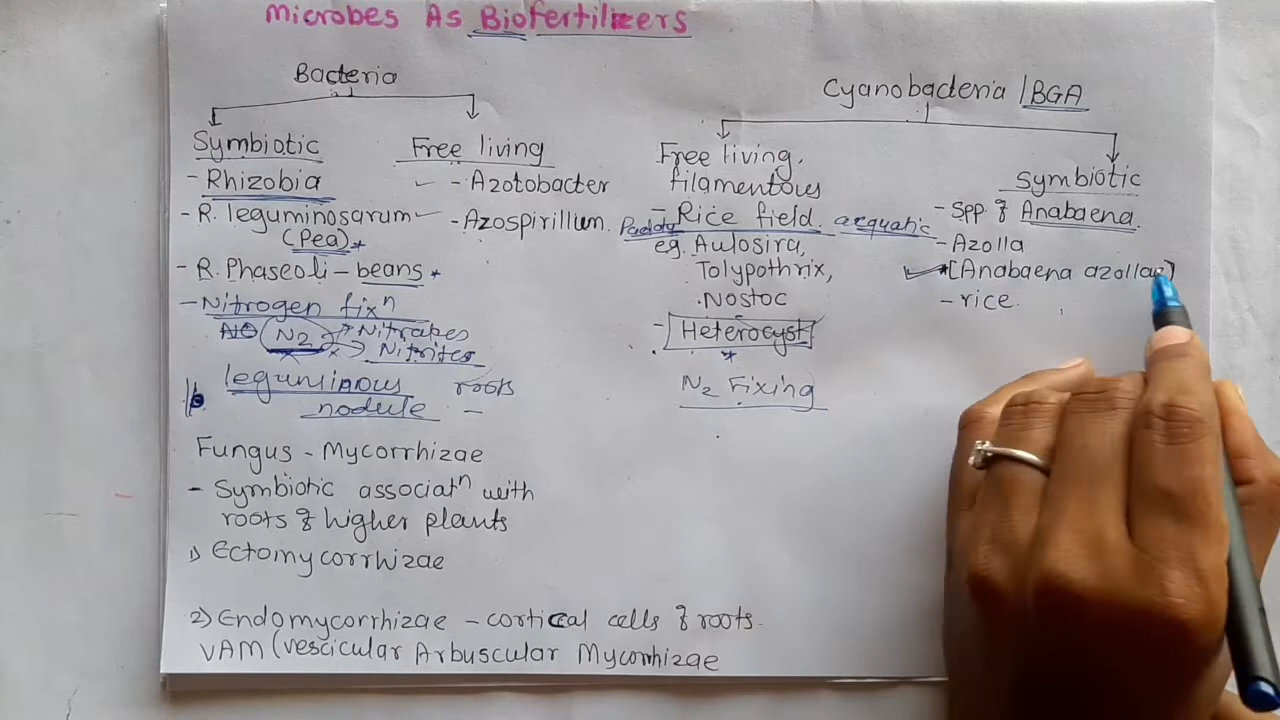 Microbes As Biofertilizers
Bacteria
Symbiotic
- Rhizobia
- R. leguminosarum
(Pea)
- R. Phaseoli - beans
- Nitrogen fixⁿ
N2 → Nitrates
→ Nitrites
leguminous roots
nodule -
Free living
- Azotobacter
- Azospirillum.
Fungus - Mycorrhizae
- Symbiotic associatⁿ with
roots of higher plants
1) Ectomycorrhizae
2) Endomycorrhizae - cortical cells of roots.
VAM (vescicular Arbuscular Mycorrhizae
Cyanobacteria / BGA
Free living,
filamentous
Paddy - Rice field acquatic
eg. Aulosira,
Tolypothrix,
.Nostoc
- Heterocyst
N2 Fixing
Symbiotic
- Spp. of Anabaena.
- Azolla
[Anabaena azollae]
- rice.